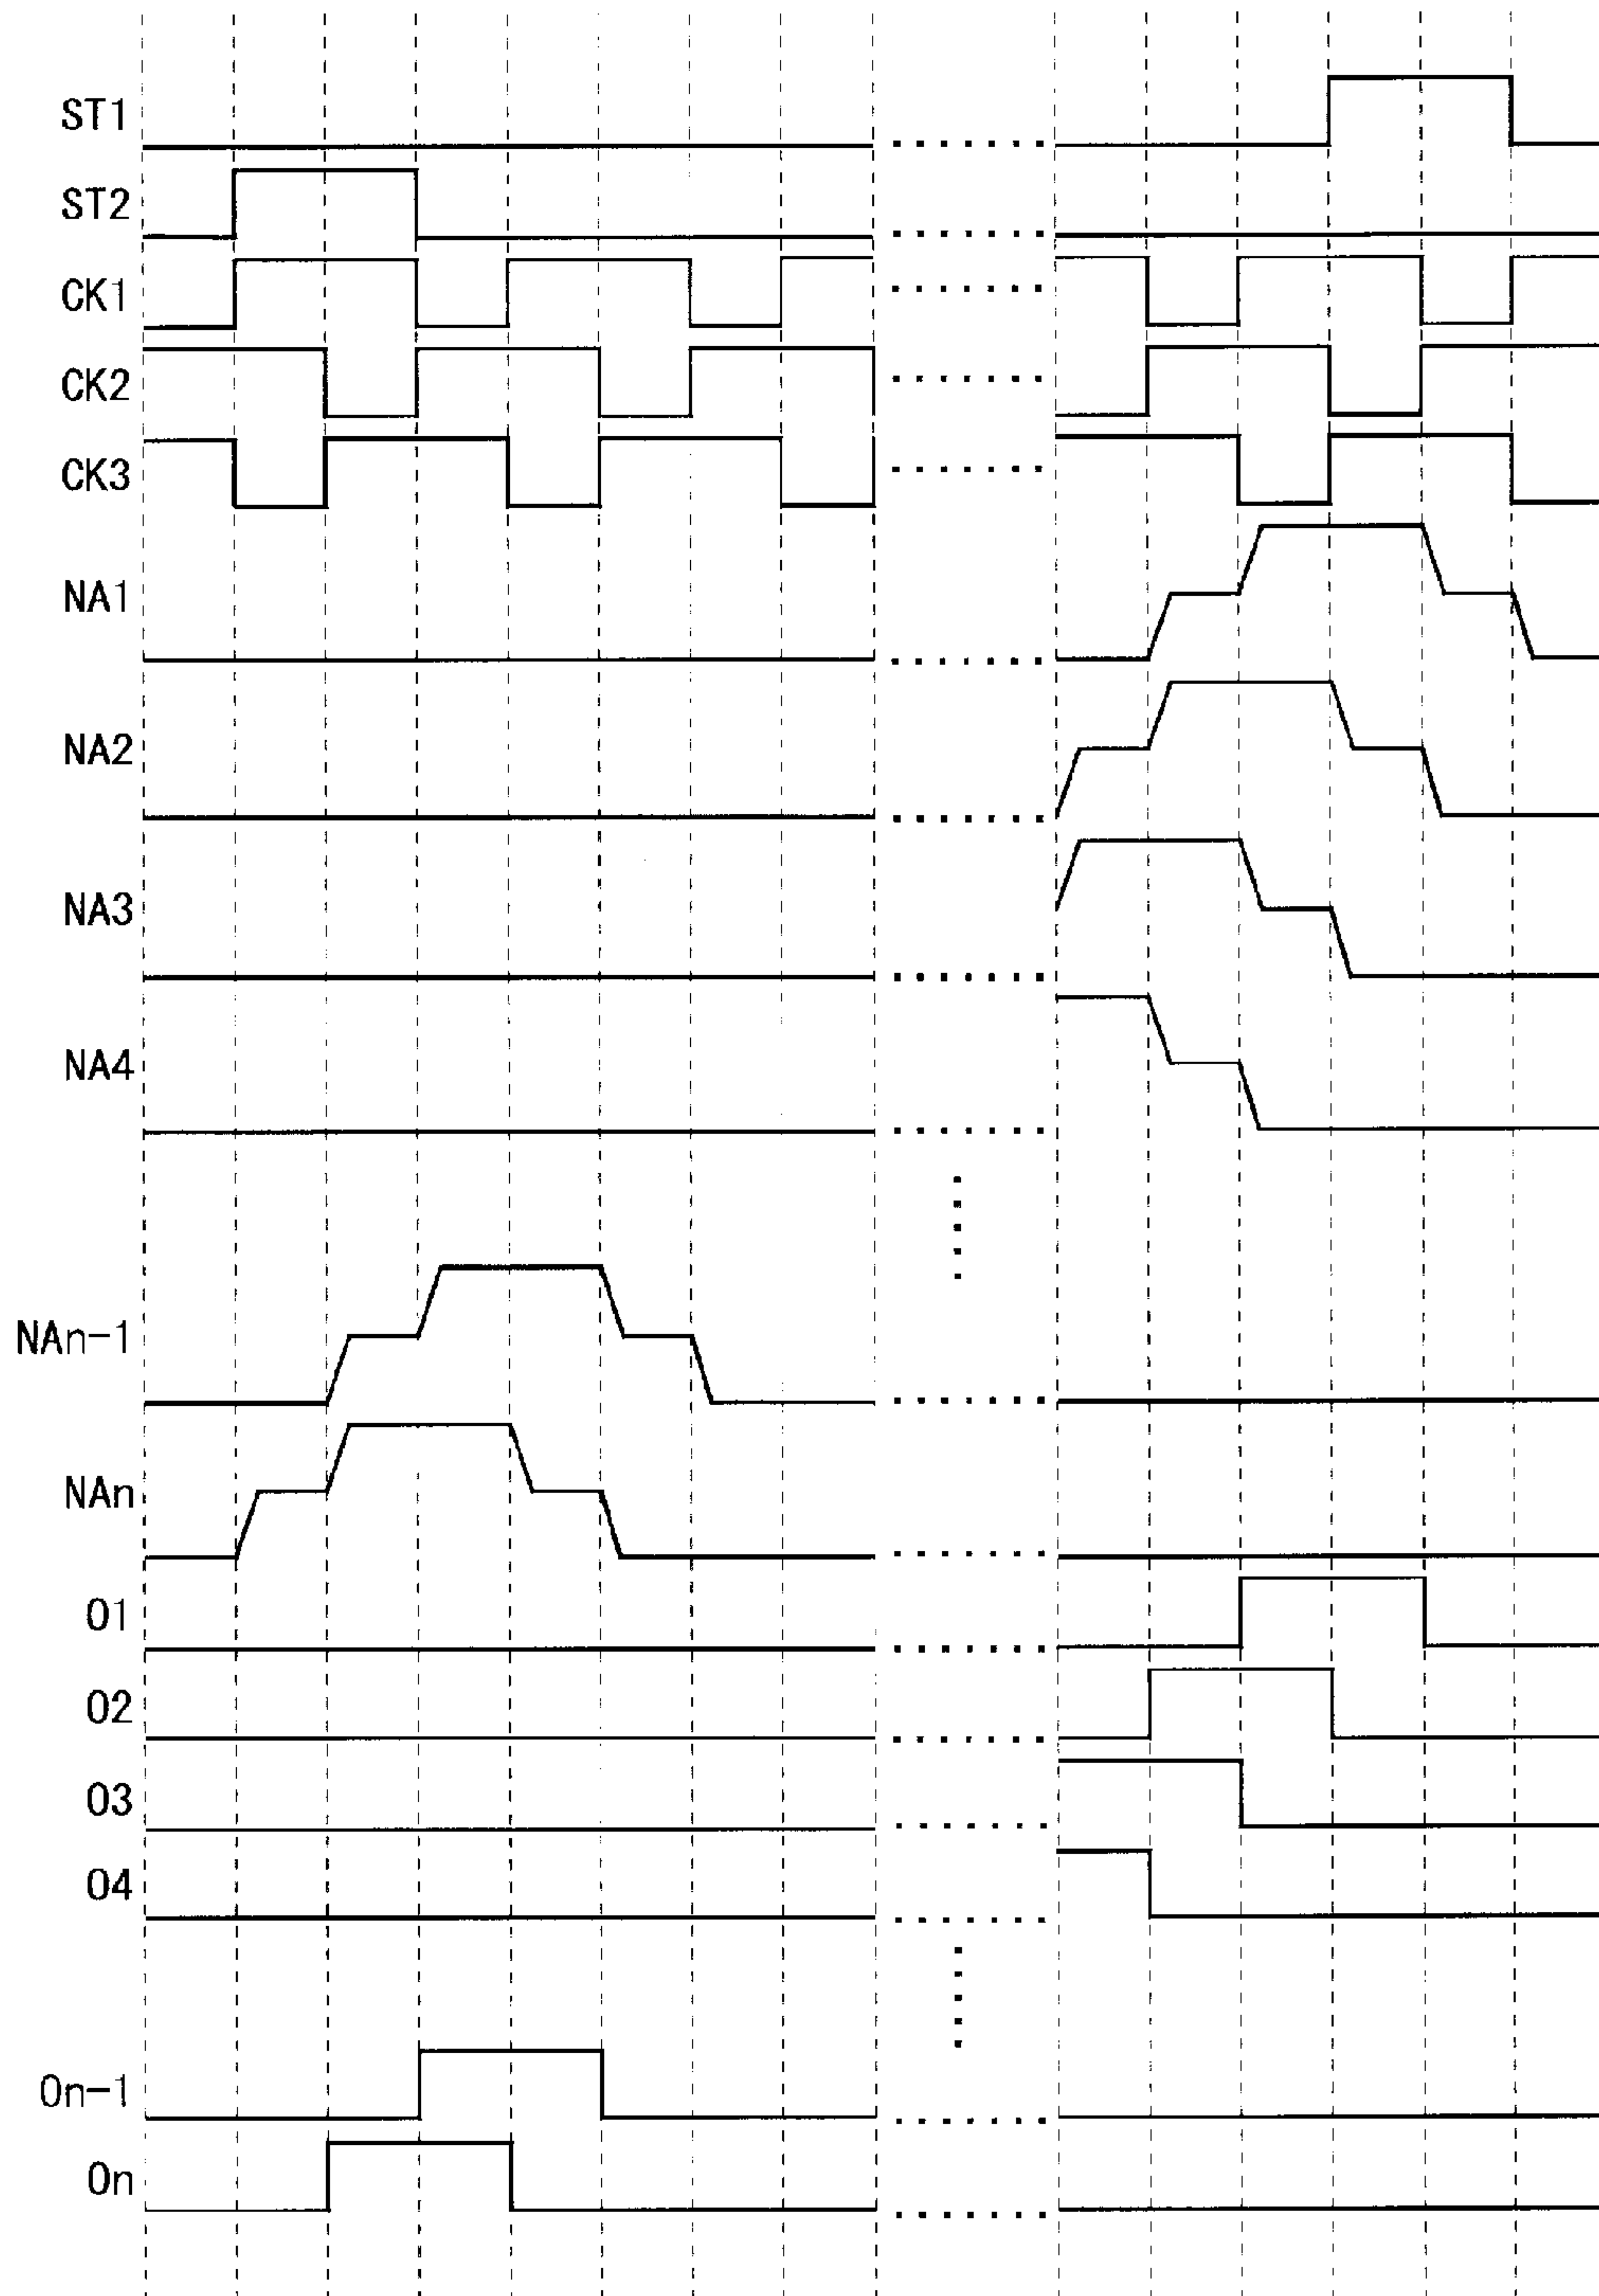 ST1
ST2
CK1
CK2
CK3
NA1
NA2
NA3
NA4
NAn-1
NAn
O1
O2
O3
O4
On-1
On